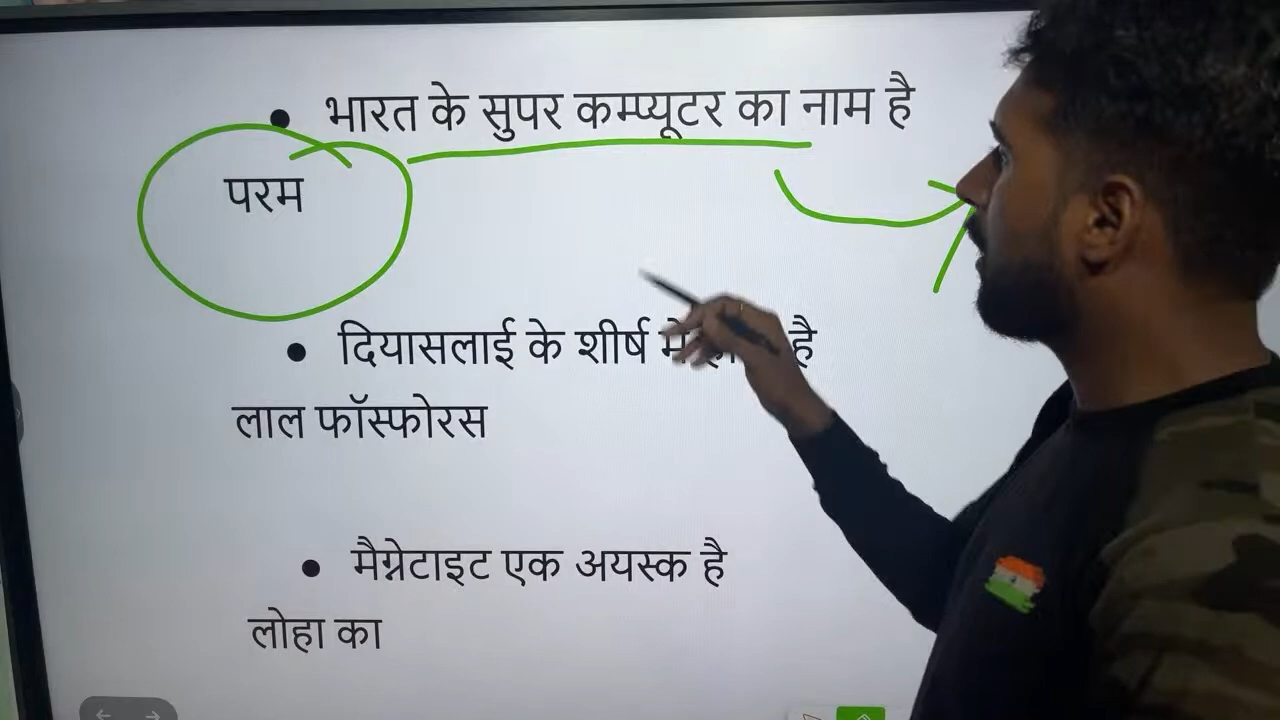 • भारत के सुपर कम्प्यूटर का नाम है
परम
• दियासलाई के शीर्ष में है
लाल फॉस्फोरस
• मैग्नेटाइट एक अयस्क है
लोहा का